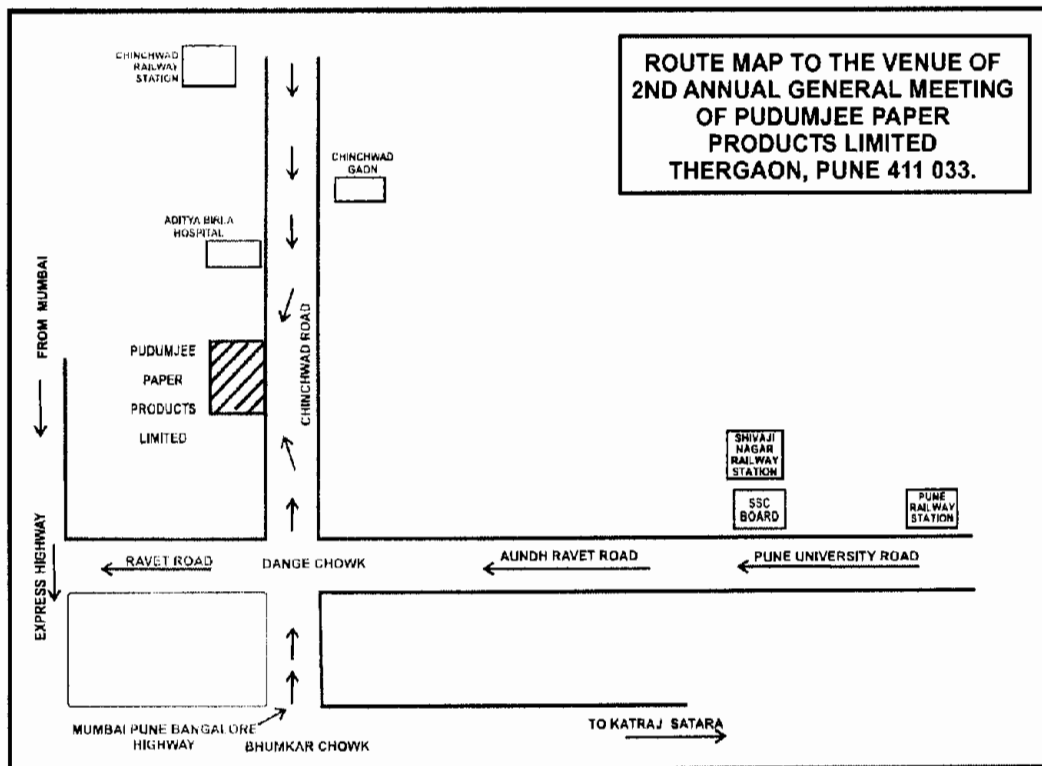 CHINCHWAD
RAILWAY
STATION
ROUTE MAP TO THE VENUE OF
2ND ANNUAL GENERAL MEETING
OF PUDUMJEE PAPER
PRODUCTS LIMITED
THERGAON, PUNE 411 033.
CHINCHWAD
GAON
ADITYA BIRLA
HOSPITAL
FROM MUMBAI
PUDUMJEE
PAPER
PRODUCTS
LIMITED
CHINCHWAD ROAD
SHIVAJI
NAGAR
RAILWAY
STATION
SSC
BOARD
PUNE
RAILWAY
STATION
EXPRESS HIGHWAY
RAVET ROAD
DANGE CHOWK
AUNDH RAVET ROAD
PUNE UNIVERSITY ROAD
MUMBAI PUNE BANGALORE
HIGHWAY
BHUMKAR CHOWK
TO KATRAJ SATARA